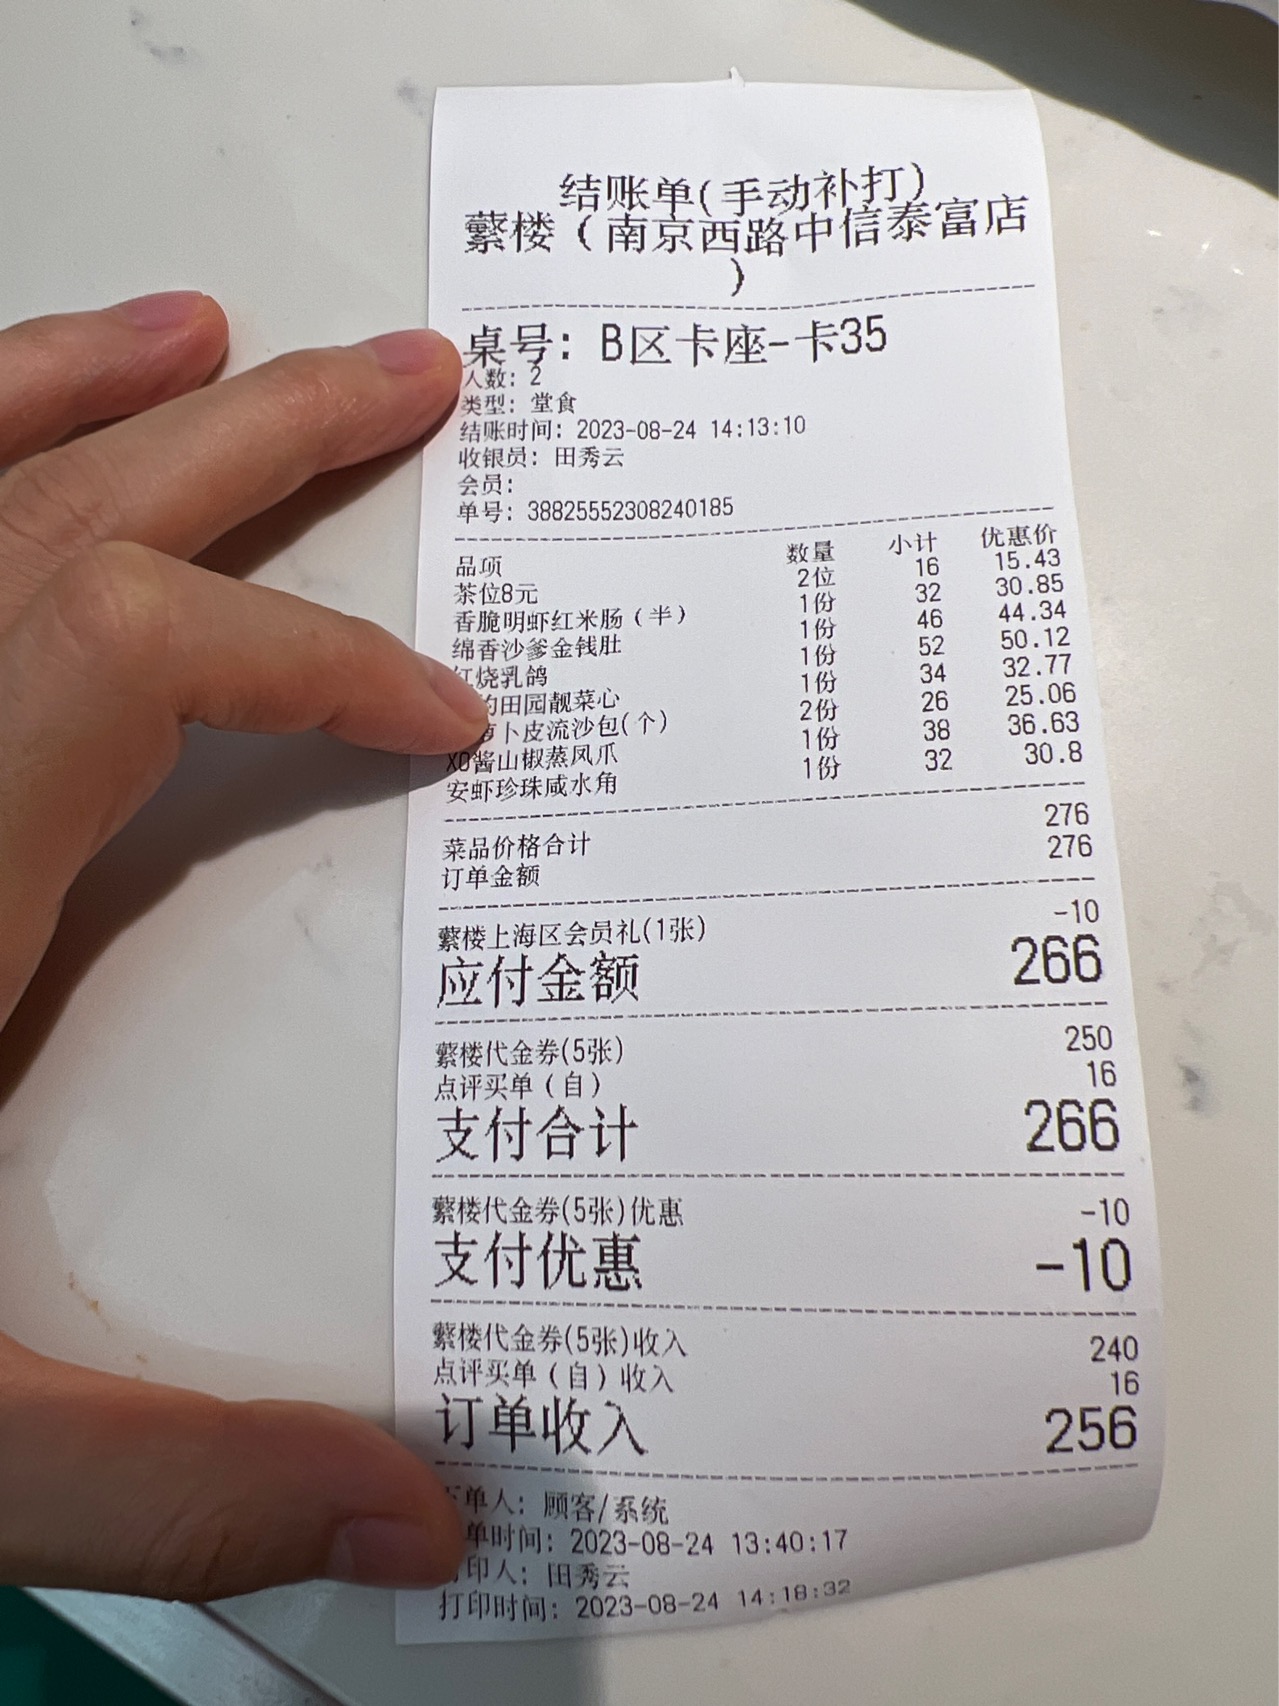 结账单(手动补打)
蘩楼（南京西路中信泰富店
）
桌号：B区卡座-卡35
人数：2
类型：堂食
结账时间：2023-08-24 14:13:10
收银员：田秀云
会员：
单号：38825552308240185
品项 数量 小计 优惠价
茶位8元 2位 16 15.43
香脆明虾红米肠（半） 1份 32 30.85
绵香沙爹金钱肚 1份 46 44.34
红烧乳鸽 1份 52 50.12
田园靓菜心 1份 34 32.77
卜皮流沙包(个) 2份 26 25.06
XO酱山椒蒸凤爪 1份 38 36.63
安虾珍珠咸水角 1份 32 30.8
菜品价格合计 276
订单金额 276
蘩楼上海区会员礼(1张) -10
应付金额 266
蘩楼代金券(5张) 250
点评买单（自） 16
支付合计 266
蘩楼代金券(5张)优惠 -10
支付优惠 -10
蘩楼代金券(5张)收入 240
点评买单（自）收入 16
订单收入 256
单人：顾客/系统
单时间：2023-08-24 13:40:17
印人：田秀云
打印时间：2023-08-24 14:18:32